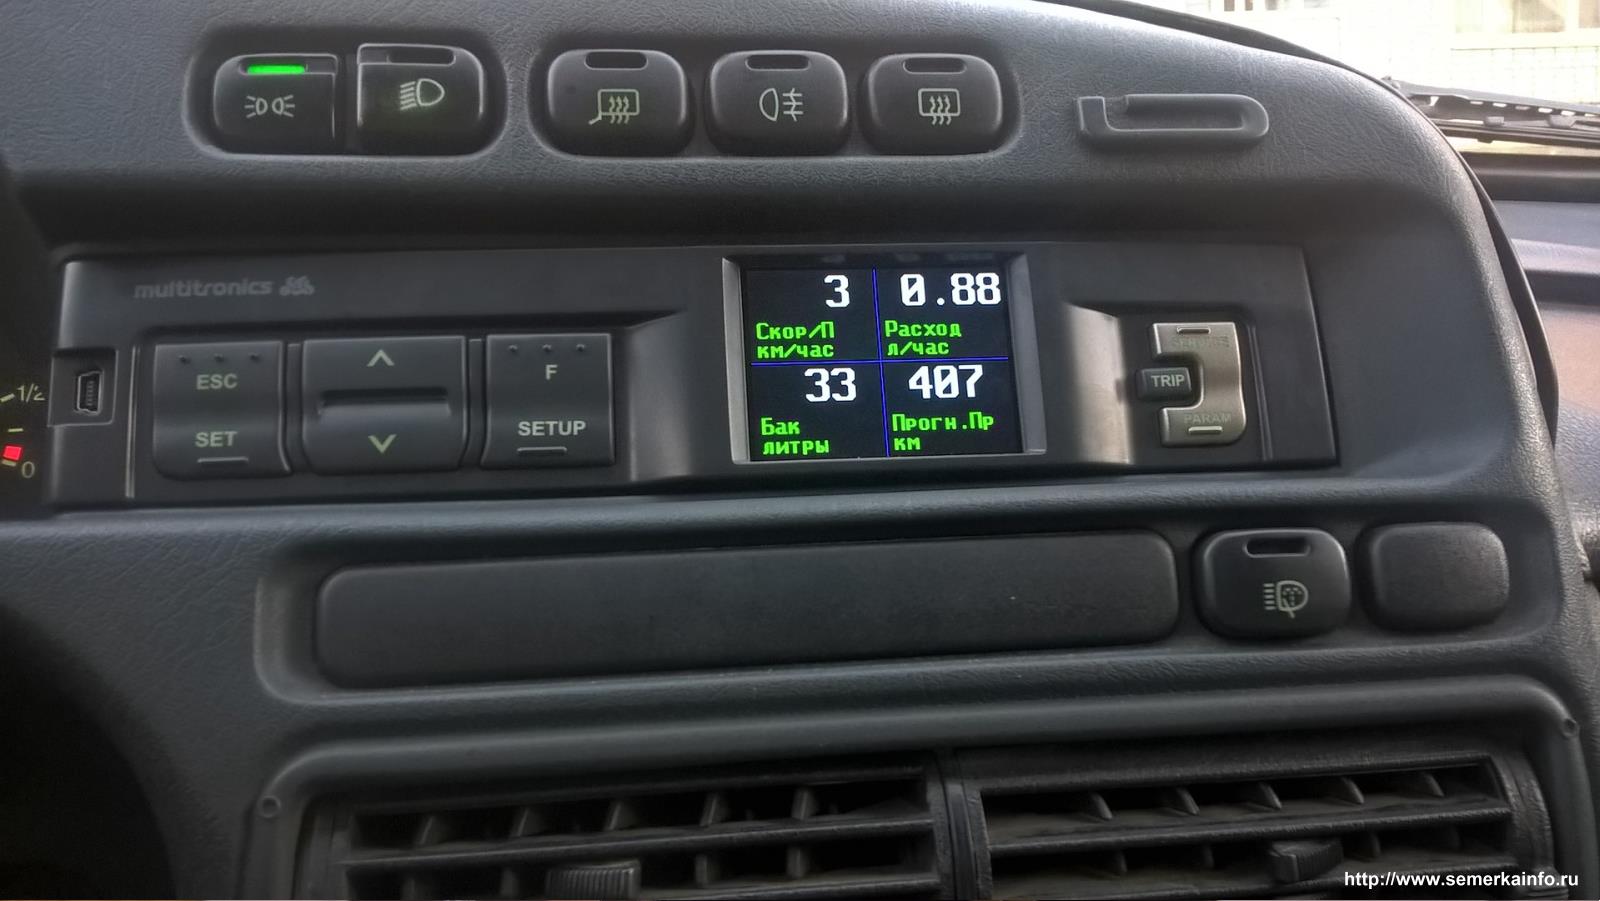 multitronics
1/2
0
ESC
SET
F
SETUP
3
Скор/П
км/час
0.88
Расход
л/час
33
Бак
литры
407
Прогн.Пр
км
SERVICE
TRIP
PARAM
http://www.semerkainfo.ru